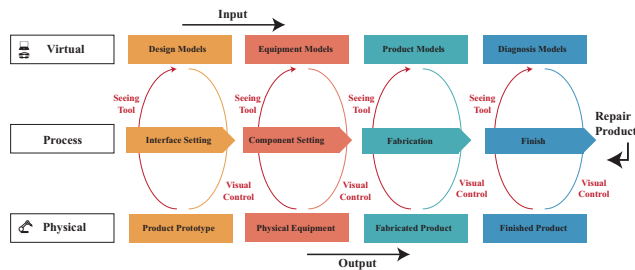 Input
Virtual
Design Models
Equipment Models
Product Models
Diagnosis Models
Seeing
Tool
Seeing
Tool
Seeing
Tool
Seeing
Tool
Repair
Product
Process
Interface Setting
Component Setting
Fabrication
Finish
Visual
Control
Visual
Control
Visual
Control
Visual
Control
Physical
Product Prototype
Physical Equipment
Fabricated Product
Finished Product
Output